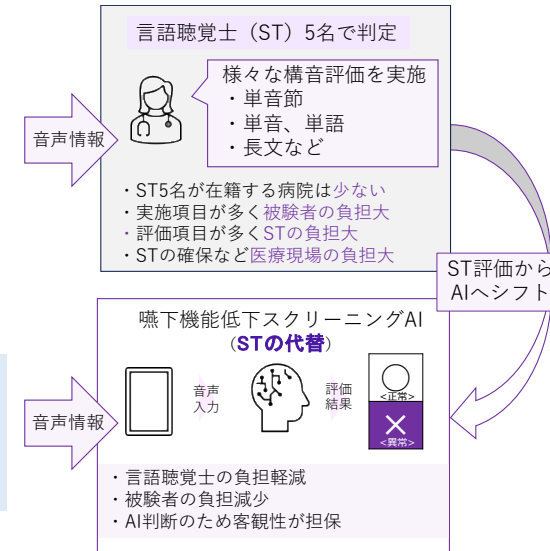 言語聴覚士（ST）5名で判定
様々な構音評価を実施
・単音節
・単音、単語
・長文など
音声情報
・ST5名が在籍する病院は少ない
・実施項目が多く被験者の負担大
・評価項目が多くSTの負担大
・STの確保など医療現場の負担大
ST評価から
AIへシフト
嚥下機能低下スクリーニングAI
（STの代替）
音声情報
音声
入力
評価
結果
<正常>
<異常>
・言語聴覚士の負担軽減
・被験者の負担減少
・AI判断のため客観性が担保